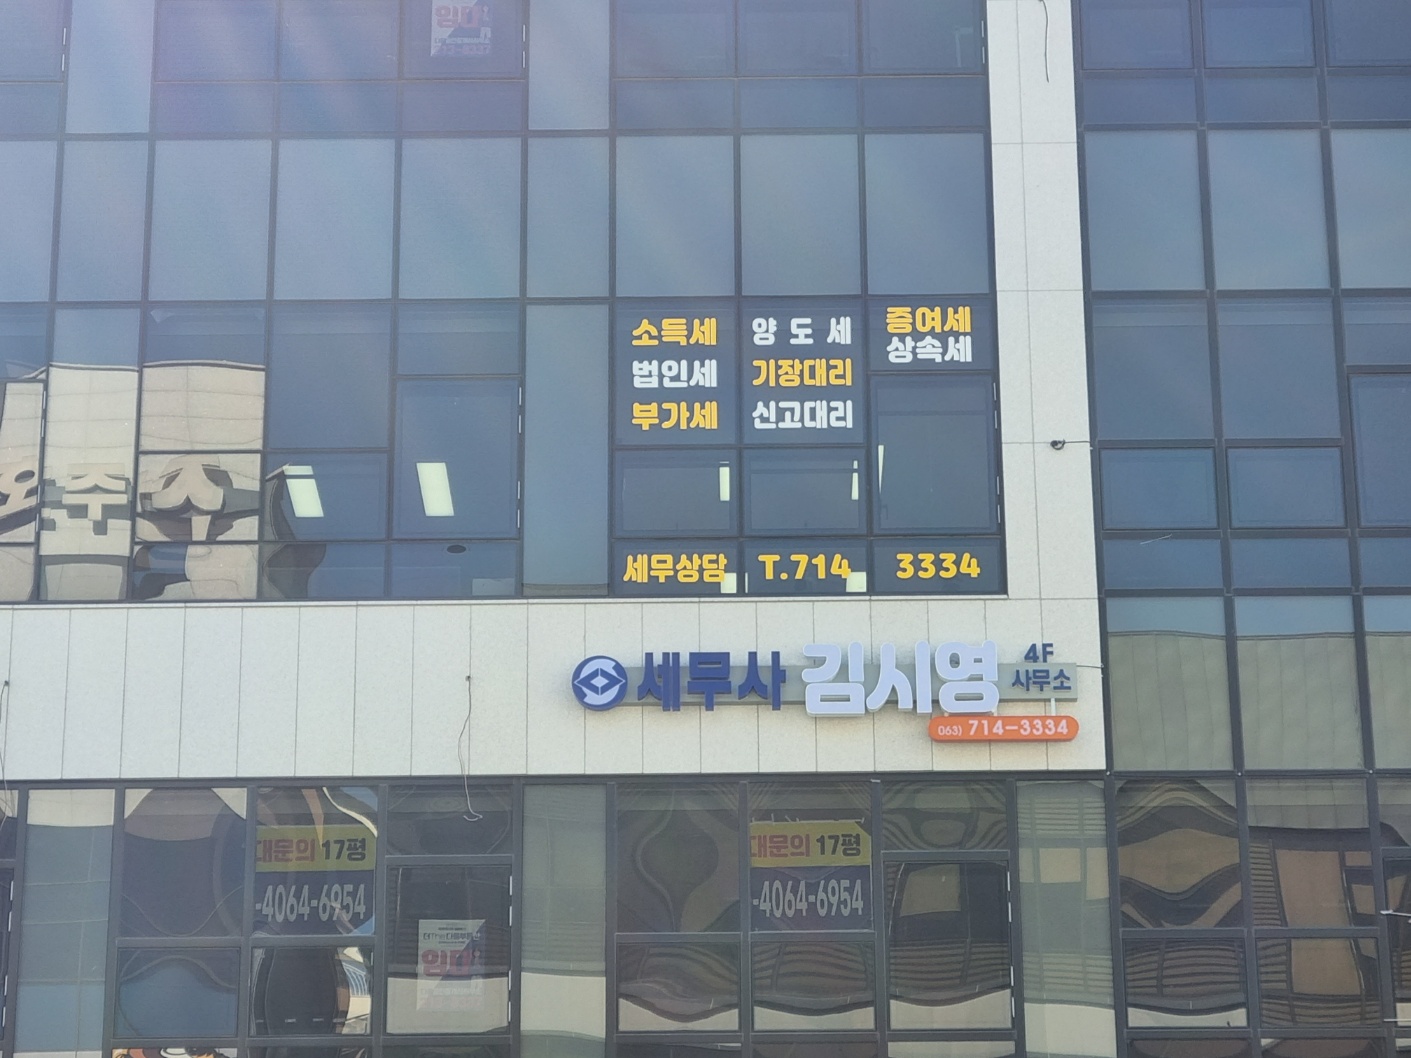 임대
소득세
법인세
부가세
양 도 세
기장대리
신고대리
증여세
상속세
세무상담 T.714 3334
세무사 김시영 4F 사무소
063) 714-3334
대문의 17평
-4064-6954
대문의 17평
-4064-6954
임대